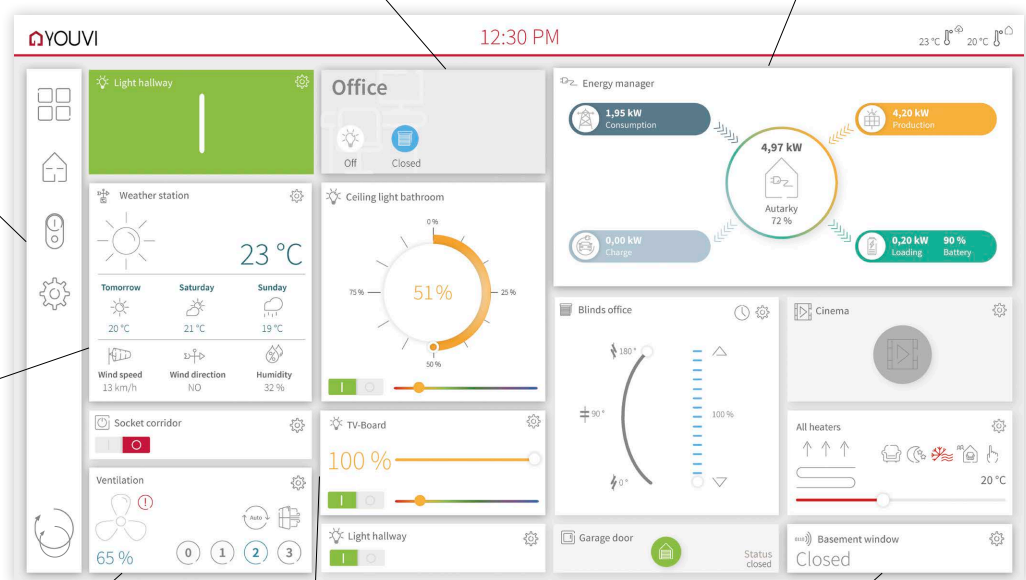 YOUVI
12:30 PM
23 °C 20 °C
Light hallway
Office
Off Closed
Energy manager
1,95 kW
Consumption
4,20 kW
Production
4,97 kW
Autarky
72 %
0,00 kW
Charge
0,20 kW 90 %
Loading Battery
Weather station
23 °C
Tomorrow Saturday Sunday
20 °C 21 °C 19 °C
Wind speed Wind direction Humidity
13 km/h NO 32 %
Ceiling light bathroom
0 %
75 % 51 % 25 %
50 %
I O
Blinds office
180 °
90 ° 100 %
0 °
Cinema
Socket corridor
I O
TV-Board
100 %
I O
All heaters
20 °C
Ventilation
!
Auto
65 % 0 1 2 3
Light hallway
I O
Garage door
Status
closed
Basement window
Closed